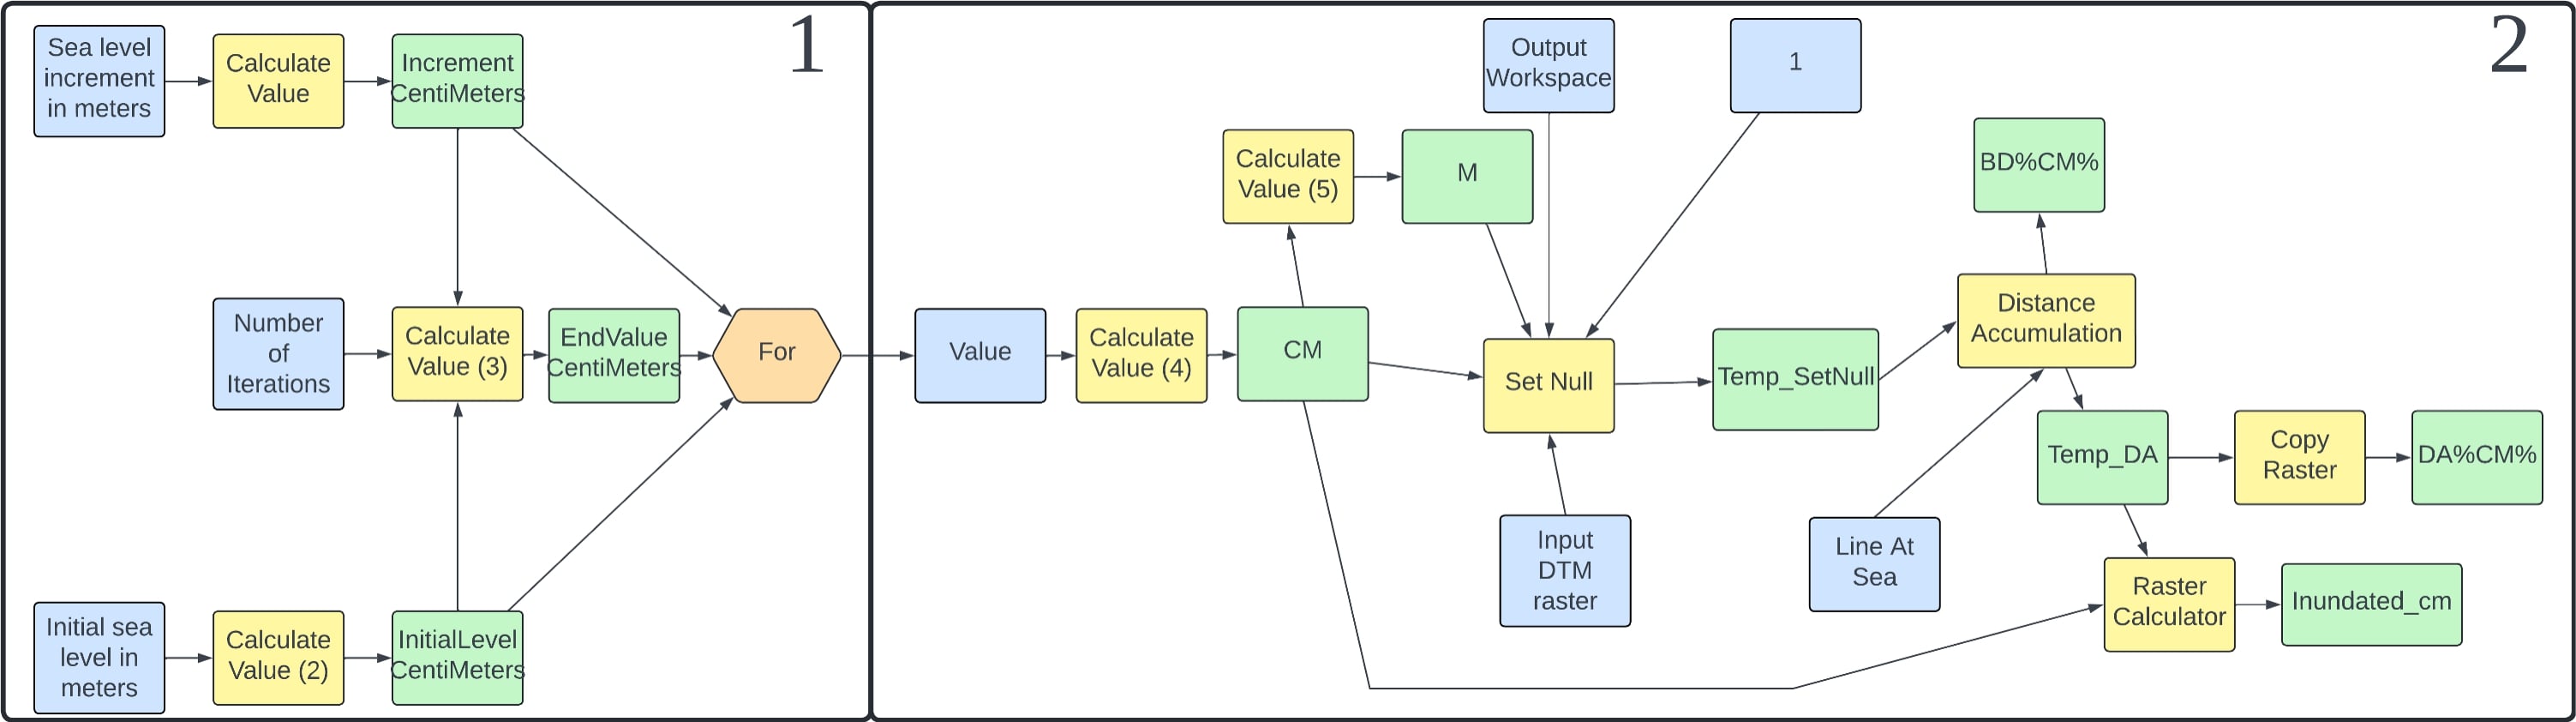 1
Sea level
increment
in meters
Calculate
Value
Increment
CentiMeters
Number
of
Iterations
Calculate
Value (3)
EndValue
CentiMeters
For
Initial sea
level in
meters
Calculate
Value (2)
InitialLevel
CentiMeters
2
Output
Workspace
1
Calculate
Value (5)
M
BD%CM%
Value
Calculate
Value (4)
CM
Set Null
Temp_SetNull
Distance
Accumulation
Temp_DA
Copy
Raster
DA%CM%
Input
DTM
raster
Line At
Sea
Raster
Calculator
Inundated_cm